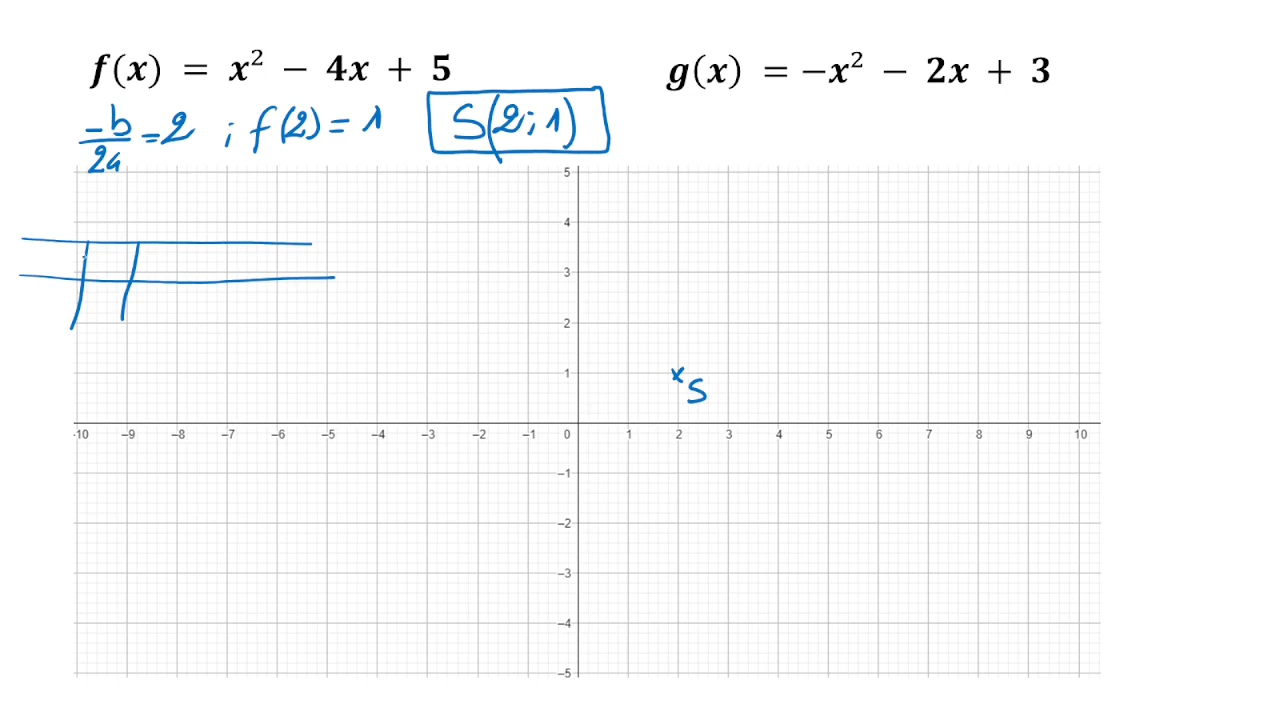 f(x) = x² − 4x + 5
g(x) = −x² − 2x + 3
-b/2a = 2 ; f(2) = 1
S(2;1)
5
4
3
2
1
S
-10 –9 –8 –7 –6 –5 –4 –3 –2 –1 0 1 2 3 4 5 6 7 8 9 10
–1
–2
–3
–4
–5